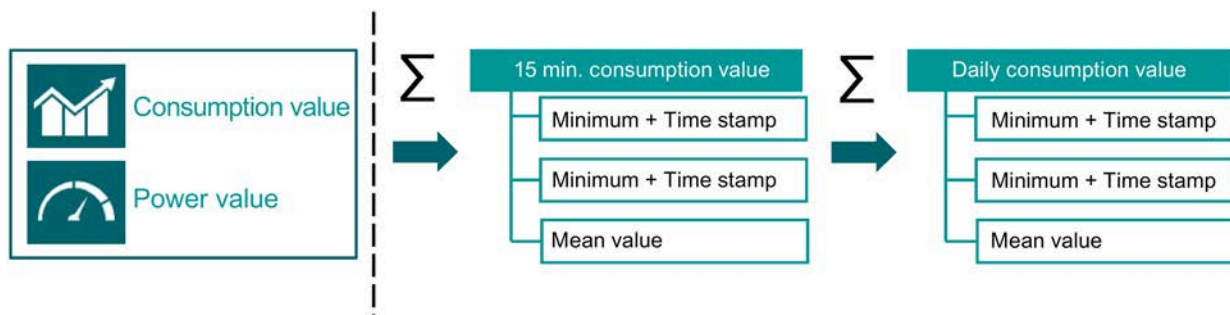 Consumption value
Power value
∑
15 min. consumption value
Minimum + Time stamp
Minimum + Time stamp
Mean value
∑
Daily consumption value
Minimum + Time stamp
Minimum + Time stamp
Mean value